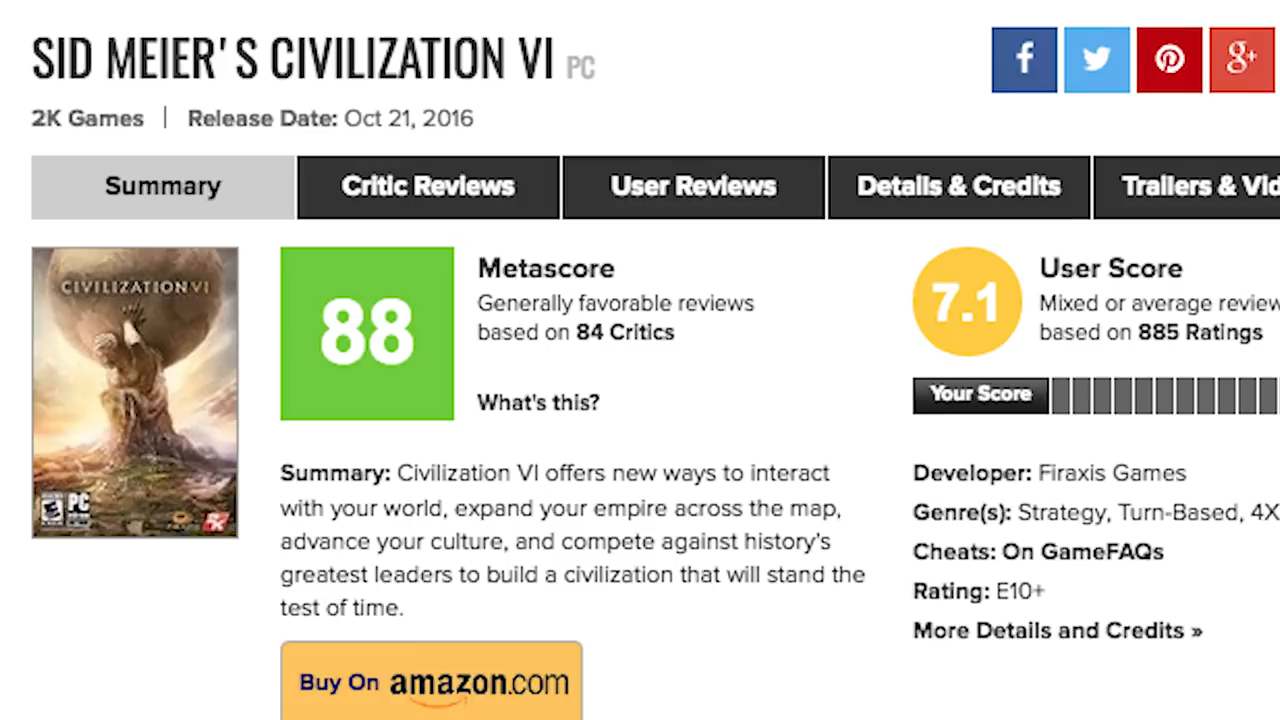 SID MEIER'S CIVILIZATION VI PC
2K Games | Release Date: Oct 21, 2016
Summary
Critic Reviews
User Reviews
Details & Credits
Trailers & Vid
CIVILIZATION VI
PC
2K
88
Metascore
Generally favorable reviews
based on 84 Critics
What's this?
7.1
User Score
Mixed or average review
based on 885 Ratings
Your Score
Summary: Civilization VI offers new ways to interact
with your world, expand your empire across the map,
advance your culture, and compete against history's
greatest leaders to build a civilization that will stand the
test of time.
Buy On amazon.com
Developer: Firaxis Games
Genre(s): Strategy, Turn-Based, 4X
Cheats: On GameFAQs
Rating: E10+
More Details and Credits »